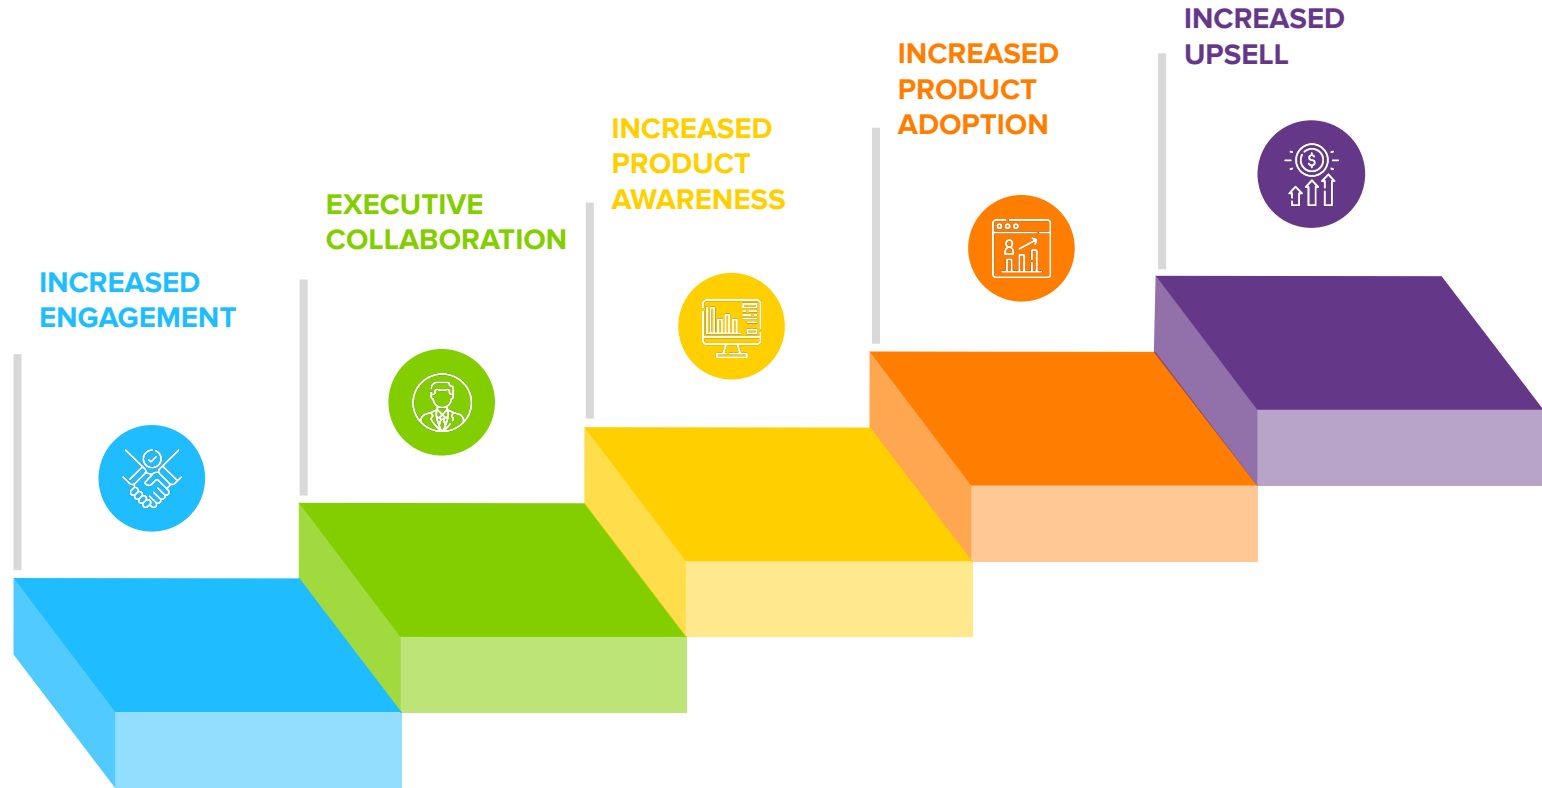 INCREASED
ENGAGEMENT
EXECUTIVE
COLLABORATION
INCREASED
PRODUCT
AWARENESS
INCREASED
PRODUCT
ADOPTION
INCREASED
UPSELL
$